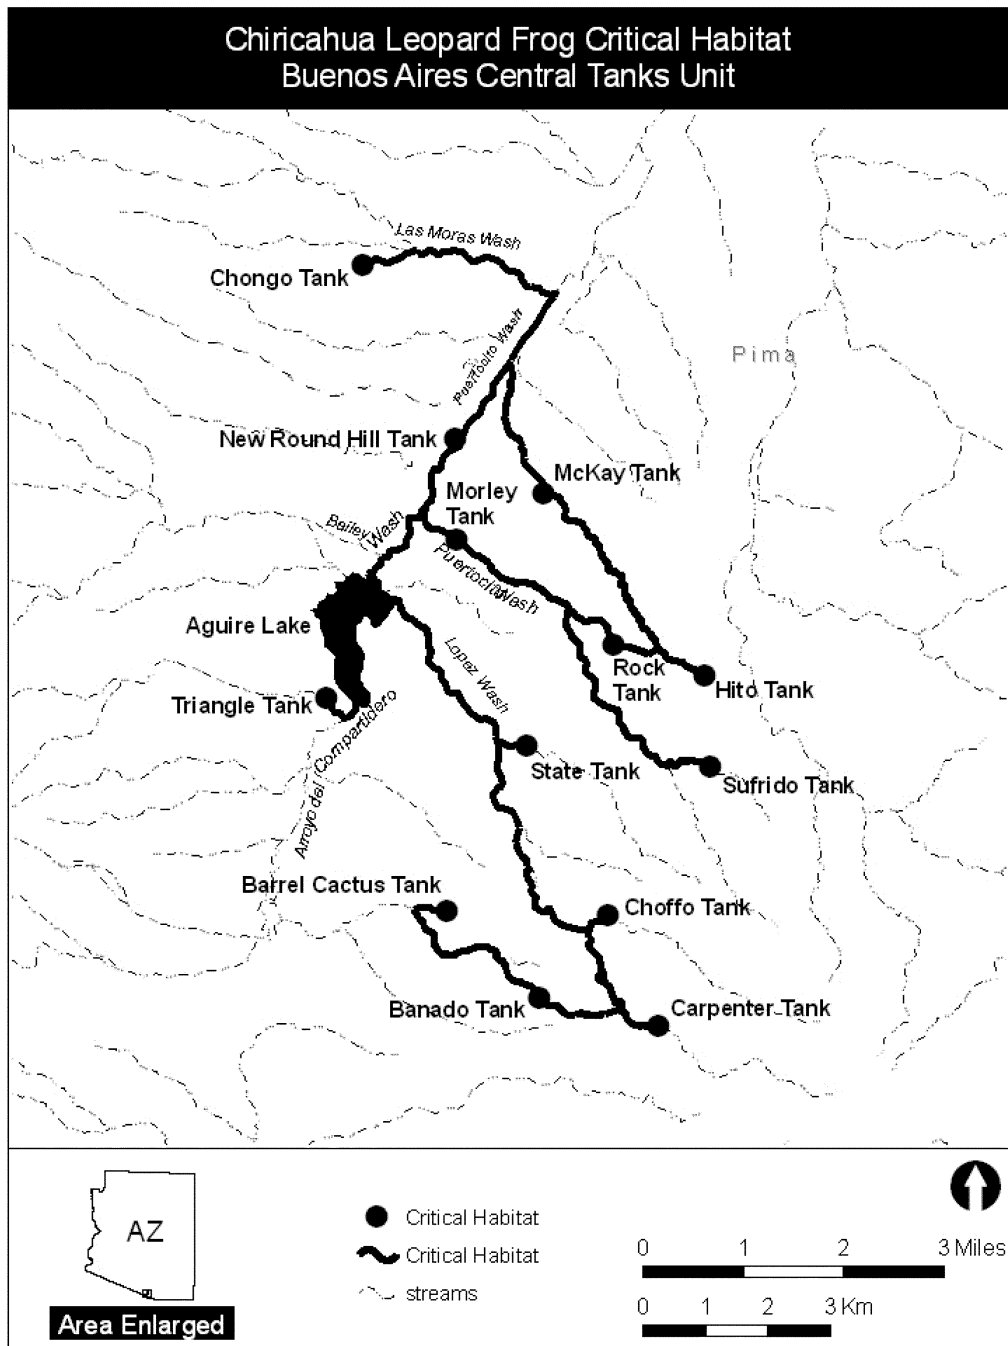 Chiricahua Leopard Frog Critical Habitat
Buenos Aires Central Tanks Unit
Las Moras Wash
Chongo Tank
Puertocito Wash
Pima
New Round Hill Tank
McKay Tank
Morley
Tank
Bailey Wash
Puertocito Wash
Aguire Lake
Lopez Wash
Rock
Tank
Hito Tank
Triangle Tank
Arroyo del Compartidero
State Tank
Sufrido Tank
Barrel Cactus Tank
Choffo Tank
Banado Tank
Carpenter Tank
AZ
Area Enlarged
Critical Habitat
Critical Habitat
streams
0 1 2 3 Miles
0 1 2 3 Km